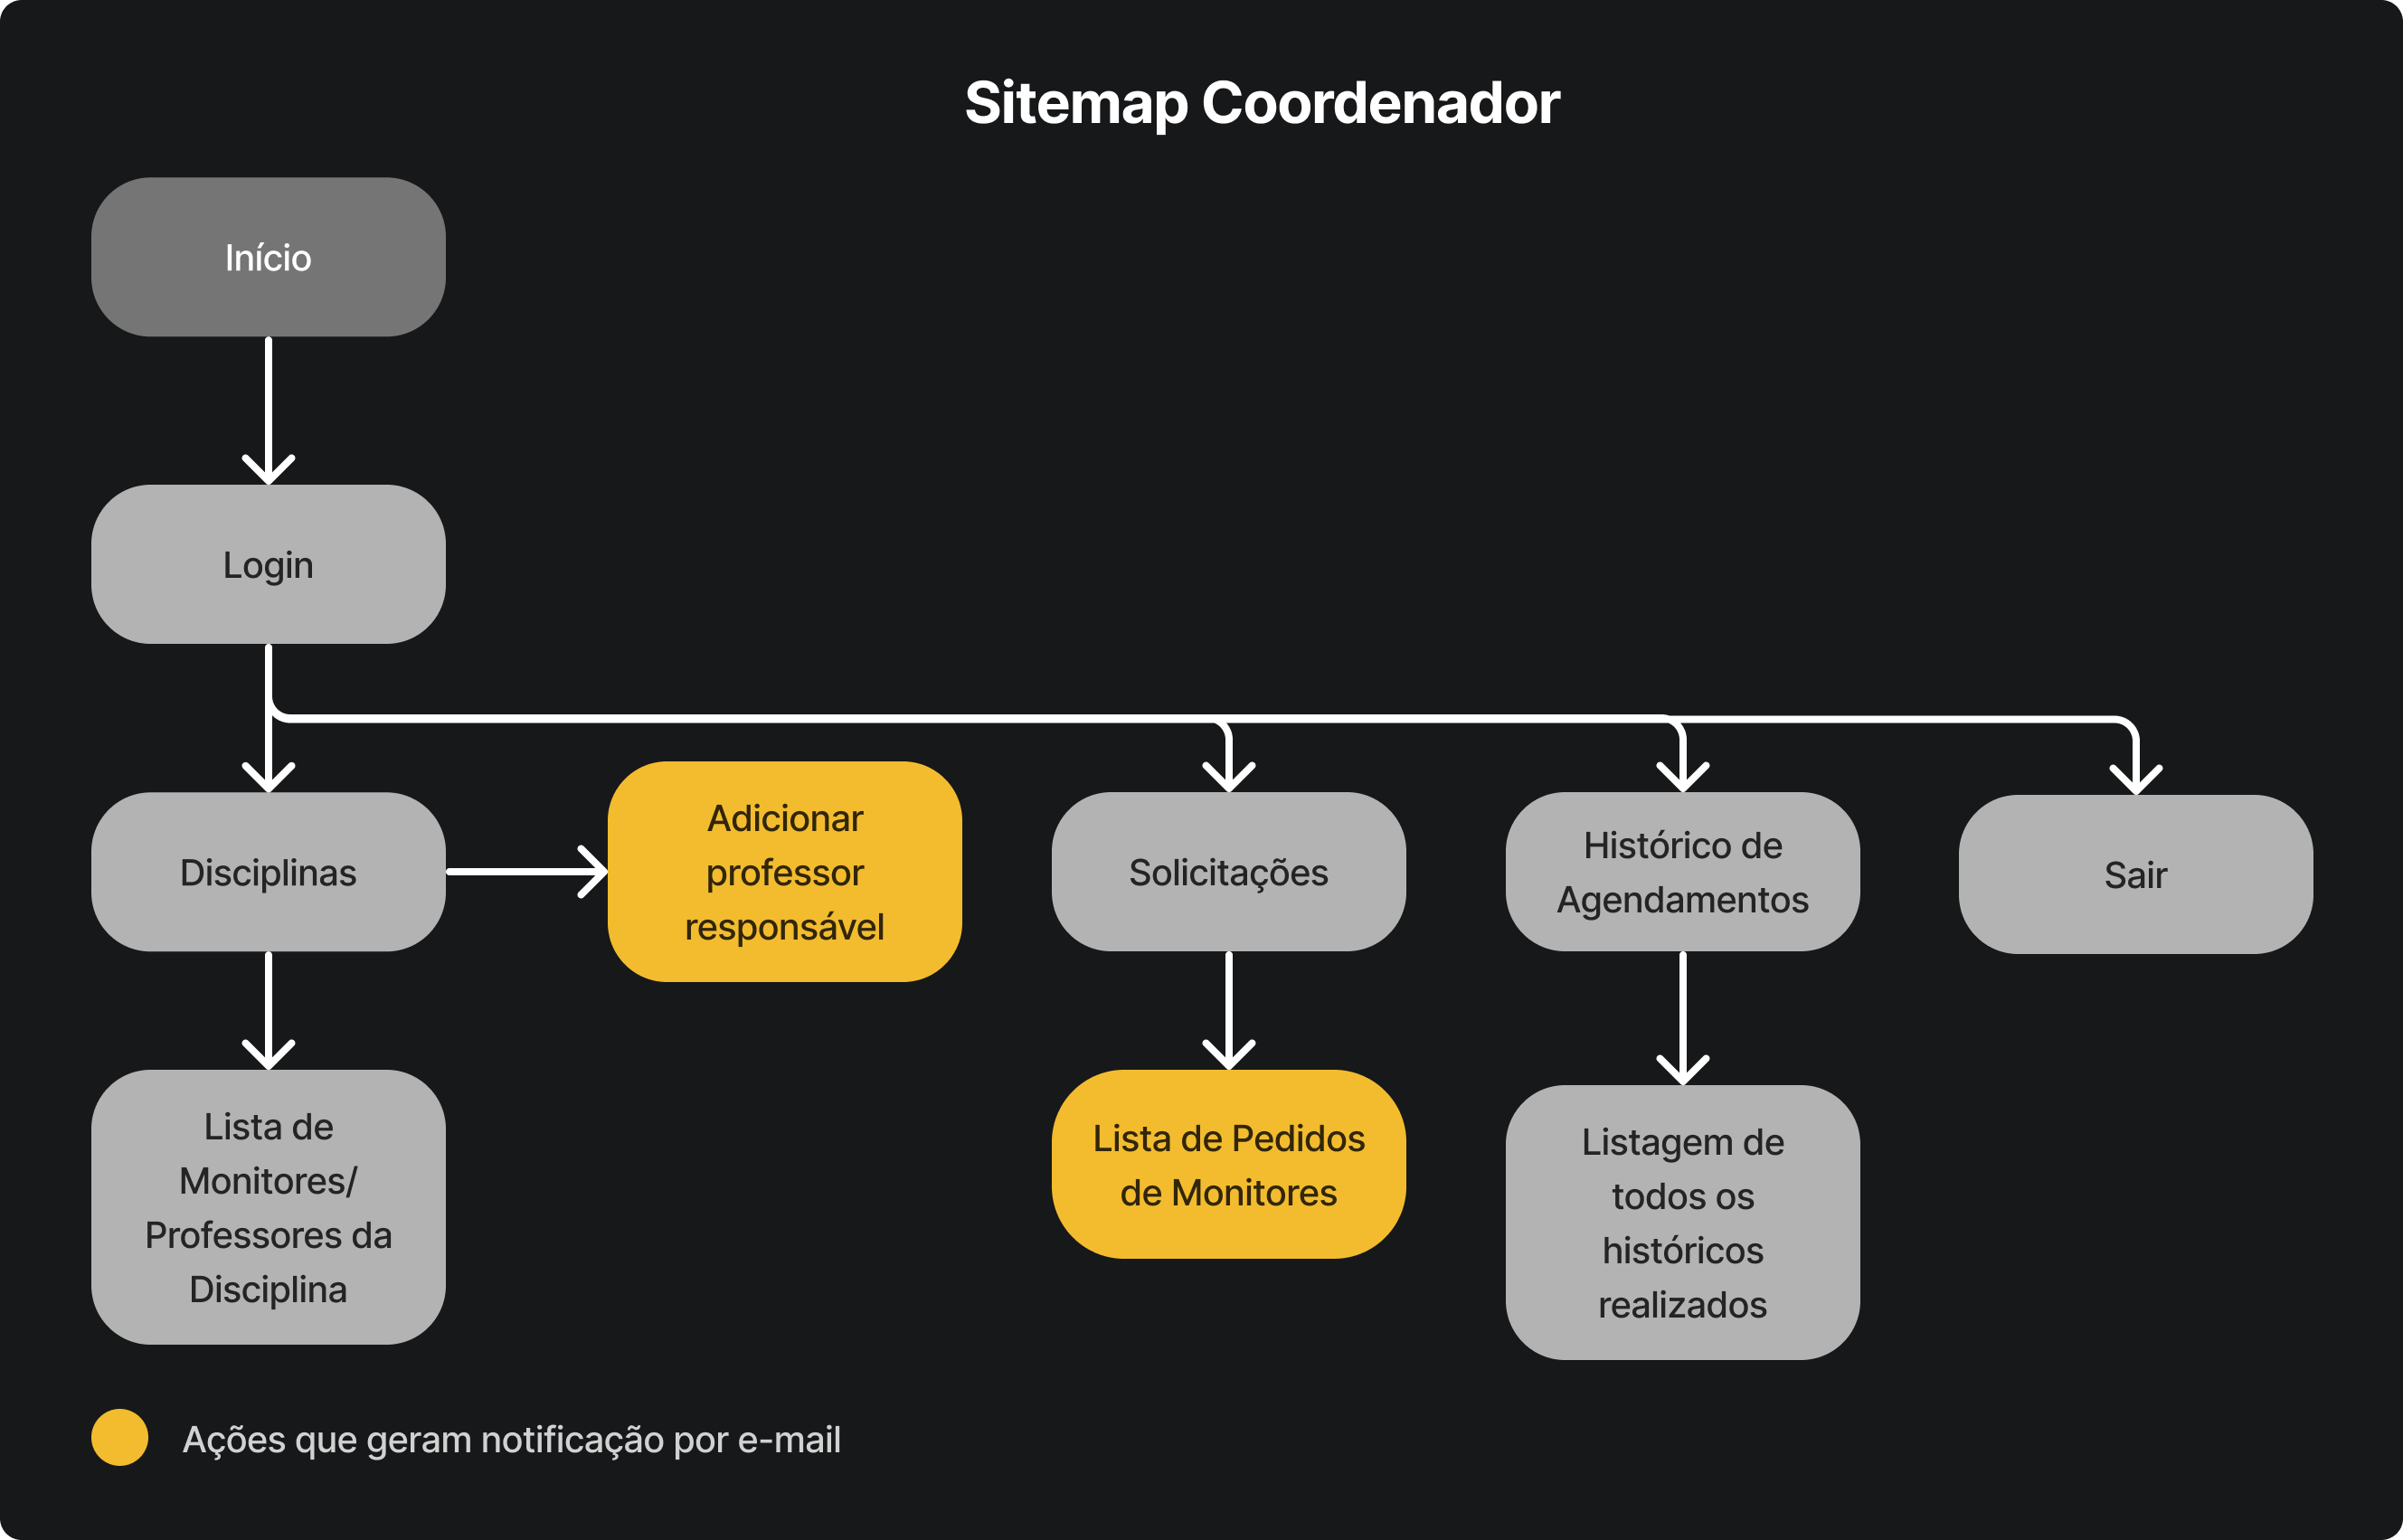 Sitemap Coordenador
Início
Login
Disciplinas
Adicionar
professor
responsável
Solicitações
Histórico de
Agendamentos
Sair
Lista de
Monitores/
Professores da
Disciplina
Lista de Pedidos
de Monitores
Listagem de
todos os
históricos
realizados
Ações que geram notificação por e-mail